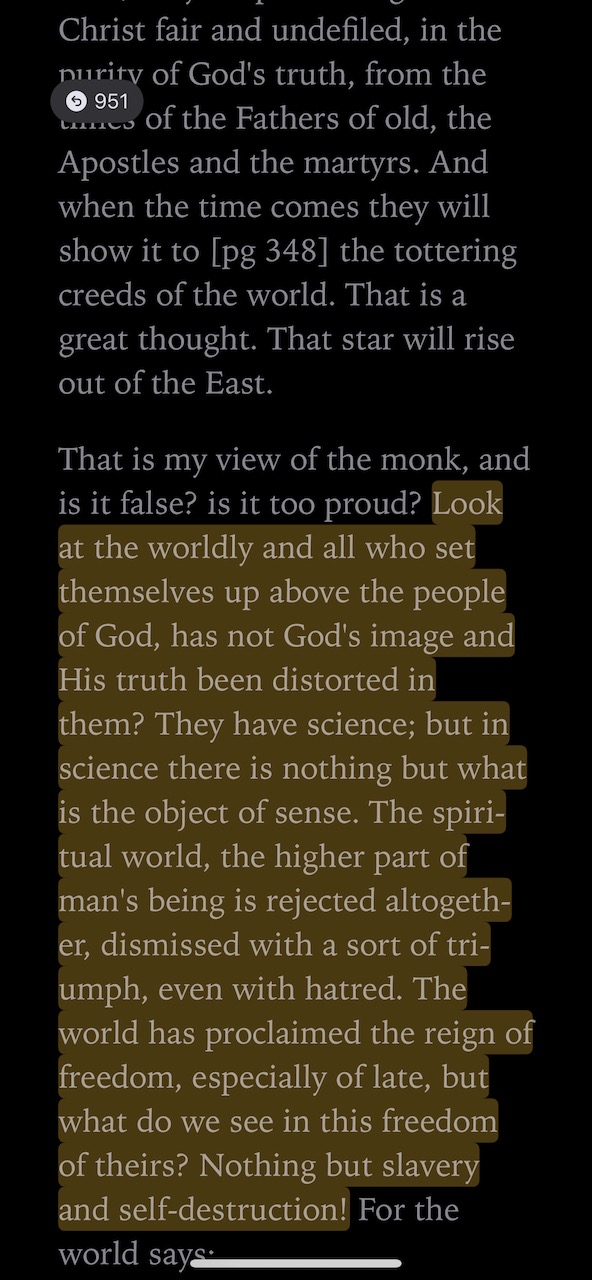 Christ fair and undefiled, in the
purity of God's truth, from the
951
times of the Fathers of old, the
Apostles and the martyrs. And
when the time comes they will
show it to [pg 348] the tottering
creeds of the world. That is a
great thought. That star will rise
out of the East.
That is my view of the monk, and
is it false? is it too proud? Look
at the worldly and all who set
themselves up above the people
of God, has not God's image and
His truth been distorted in
them? They have science; but in
science there is nothing but what
is the object of sense. The spiri-
tual world, the higher part of
man's being is rejected altogeth-
er, dismissed with a sort of tri-
umph, even with hatred. The
world has proclaimed the reign of
freedom, especially of late, but
what do we see in this freedom
of theirs? Nothing but slavery
and self-destruction! For the
world says: